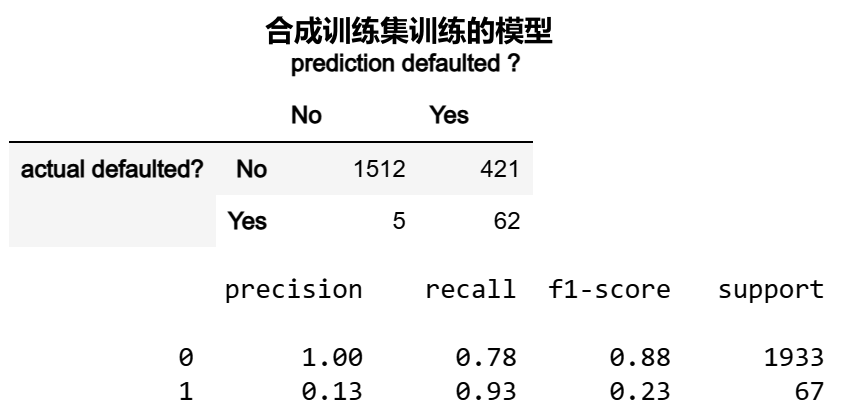 合成训练集训练的模型
prediction defaulted ?
No Yes
actual defaulted? No 1512 421
Yes 5 62
precision recall f1-score support
0 1.00 0.78 0.88 1933
1 0.13 0.93 0.23 67